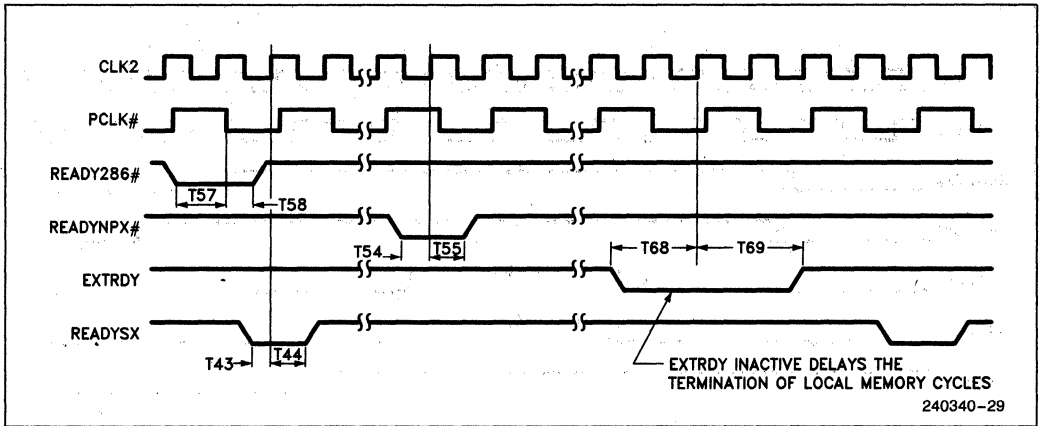 CLK2
PCLK#
READY286#
T57
T58
READYNPX#
T54
T55
T68
T69
EXTRDY
READYSX
T43
T44
EXTRDY INACTIVE DELAYS THE
TERMINATION OF LOCAL MEMORY CYCLES
240340-29